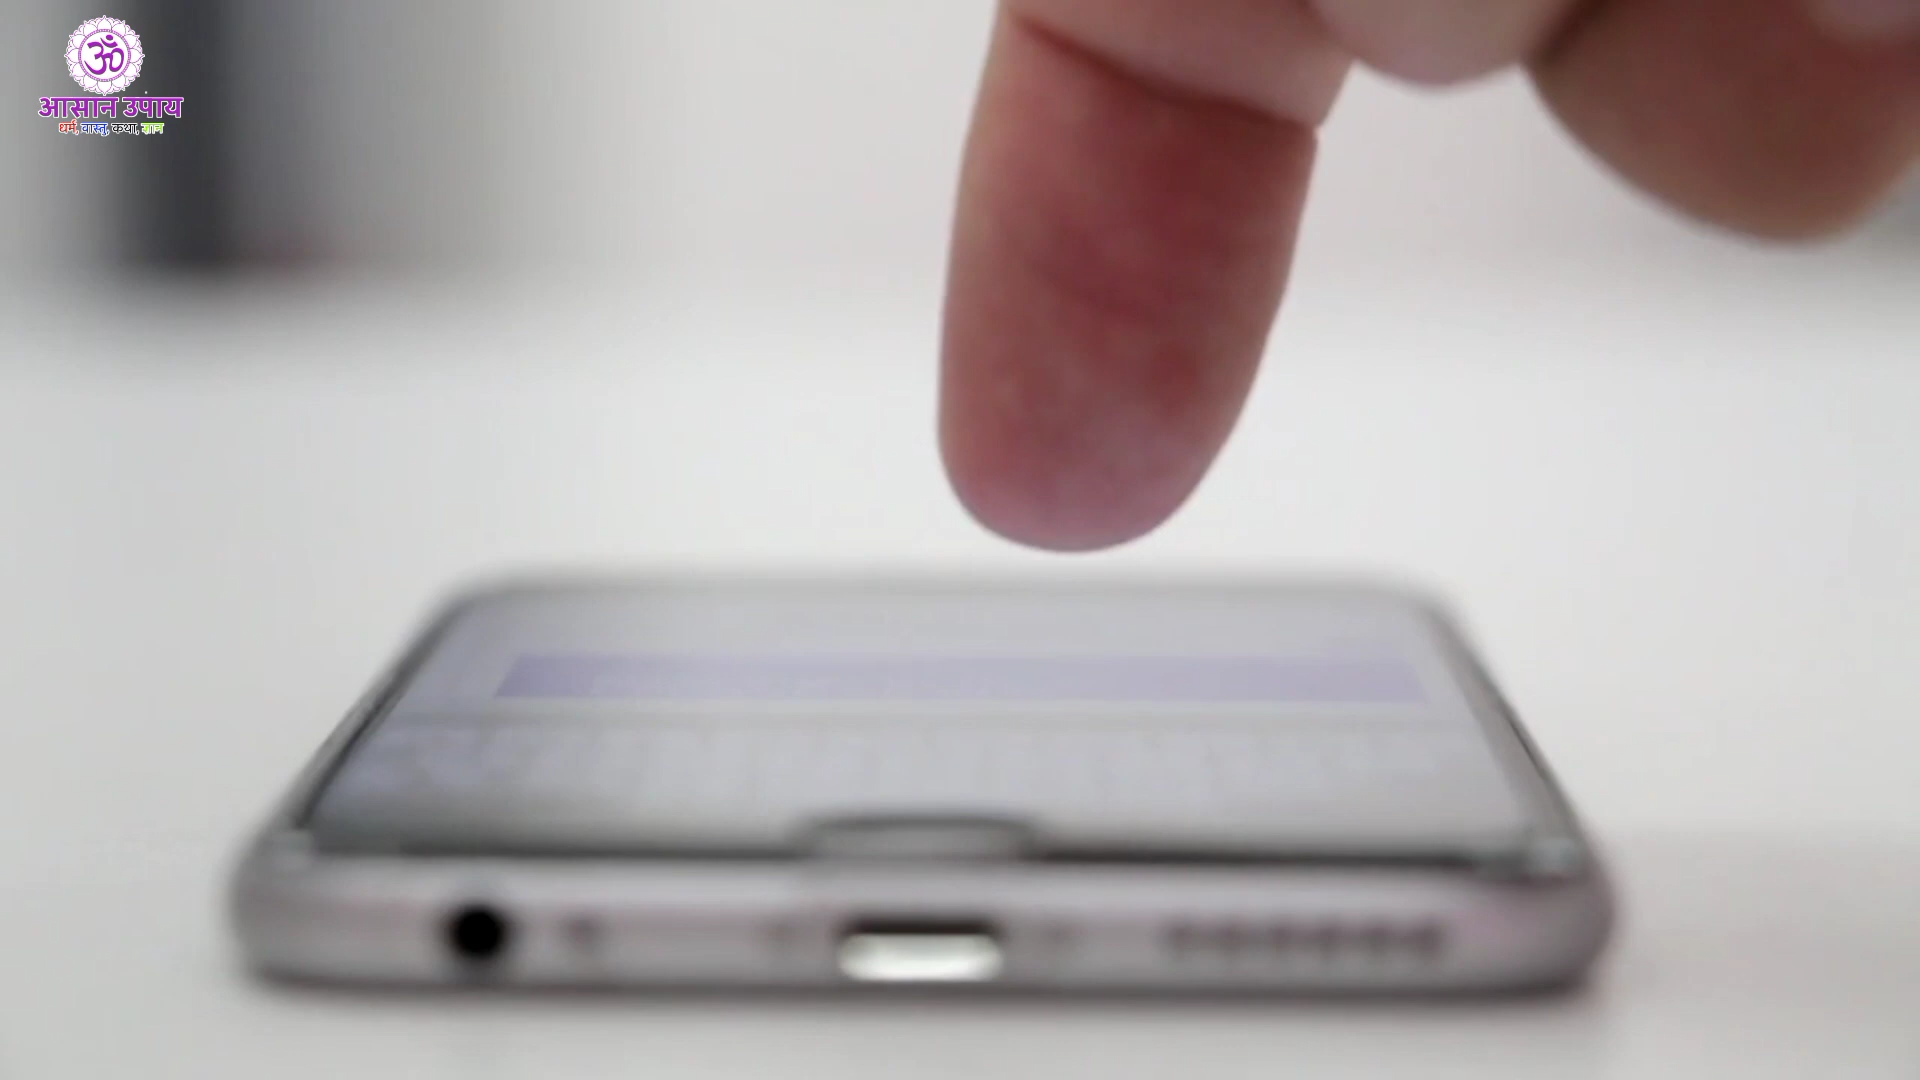 ॐ
आसान उपाय
धर्म, वास्तु, कथा, ज्ञान